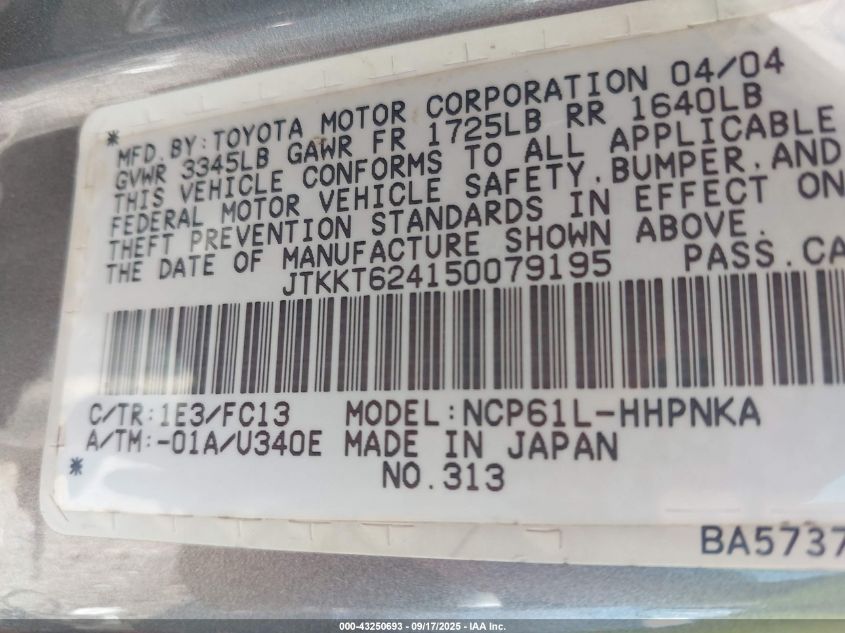 * MFD.BY:TOYOTA MOTOR CORPORATION 04/04
GVWR 3345LB GAWR FR 1725LB RR 1640LB
THIS VEHICLE CONFORMS TO ALL APPLICABLE
FEDERAL MOTOR VEHICLE SAFETY,BUMPER,AND
THEFT PREVENTION STANDARDS IN EFFECT ON
THE DATE OF MANUFACTURE SHOWN ABOVE.
JTKKT624150079195 PASS.CA
C/TR:1E3/FC13 MODEL:NCP61L-HHPNKA
A/TM:-01A/U340E MADE IN JAPAN
* NO.313
BA5737
000-43250693 - 09/17/2025 - IAA Inc.